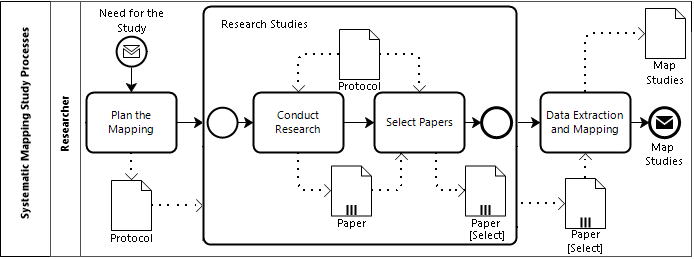 Systematic Mapping Study Processes
Researcher
Need for the
Study
Plan the
Mapping
Protocol
Research Studies
Protocol
Conduct
Research
Select Papers
Paper
Paper
[Select]
Data Extraction
and Mapping
Paper
[Select]
Map
Studies
Map
Studies